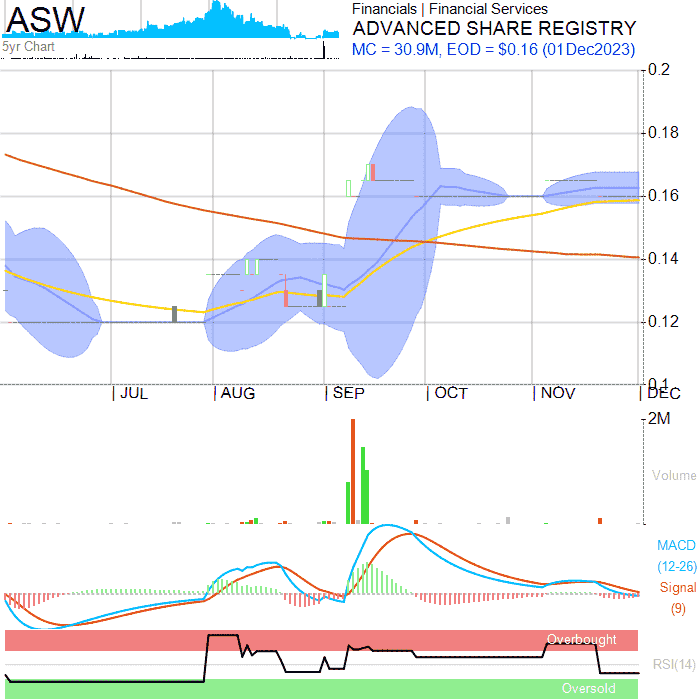 ASW
5yr Chart
Financials | Financial Services
ADVANCED SHARE REGISTRY
MC = 30.9M, EOD = $0.16 (01Dec2023)
0.2
0.18
0.16
0.14
0.12
0.1
| JUL | AUG | SEP | OCT | NOV | DEC
2M
Volume
MACD
(12-26)
Signal
(9)
Overbought
RSI(14)
Oversold